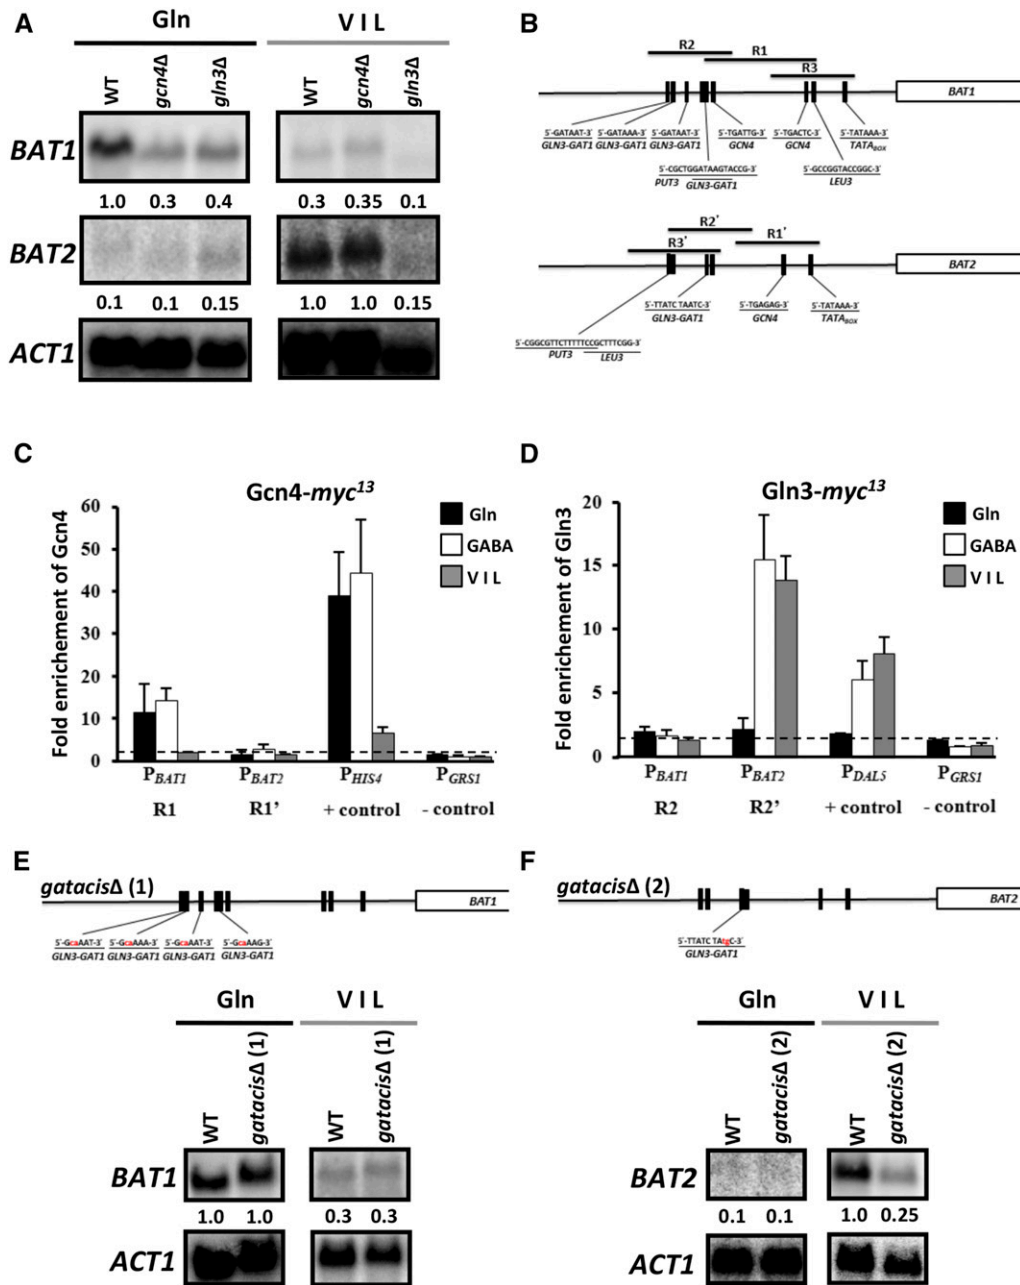 A
Gln
V I L
WT
gcn4Δ
gln3Δ
WT
gcn4Δ
gln3Δ
BAT1
1.0 0.3 0.4 0.3 0.35 0.1
BAT2
0.1 0.1 0.15 1.0 1.0 0.15
ACT1
B
R2
R1
R3
BAT1
5´-GATAAT-3´ 5´-GATAAA-3´ 5´-GATAAT-3´ 5´-TGATTG-3´ 5´-TGACTC-3´ 5´-TATAAA-3´
GLN3-GAT1 GLN3-GAT1 GLN3-GAT1 GCN4 GCN4 TATABOX
5´-CGCTGGATAAGTACCG-3´ 5´-GCCGGTACCGGC-3´
PUT3 GLN3-GAT1 LEU3
R2’
R3’
R1’
BAT2
5´-TTATC TAATC-3´ 5´-TGAGAG-3´ 5´-TATAAA-3´
GLN3-GAT1 GCN4 TATABOX
5´-CGGCGTTCTTTTTCCGCTTTCGG-3´
PUT3 LEU3
C
Gcn4-myc13
Fold enrichement of Gcn4
60
50
40
30
20
10
0
Gln
GABA
V I L
PBAT1 PBAT2 PHIS4 PGRS1
R1 R1’ + control - control
D
Gln3-myc13
Fold enrichement of Gln3
20
15
10
5
0
Gln
GABA
V I L
PBAT1 PBAT2 PDAL5 PGRS1
R2 R2’ + control - control
E
gatacisΔ (1)
BAT1
5´-GcaAAT-3´ 5´-GcaAAA-3´ 5´-GcaAAT-3´ 5´-GcaAAG-3´
GLN3-GAT1 GLN3-GAT1 GLN3-GAT1 GLN3-GAT1
Gln
V I L
WT
gatacisΔ (1)
WT
gatacisΔ (1)
BAT1
1.0 1.0 0.3 0.3
ACT1
F
gatacisΔ (2)
BAT2
5´-TTATC TAtgC-3´
GLN3-GAT1
Gln
V I L
WT
gatacisΔ (2)
WT
gatacisΔ (2)
BAT2
0.1 0.1 1.0 0.25
ACT1